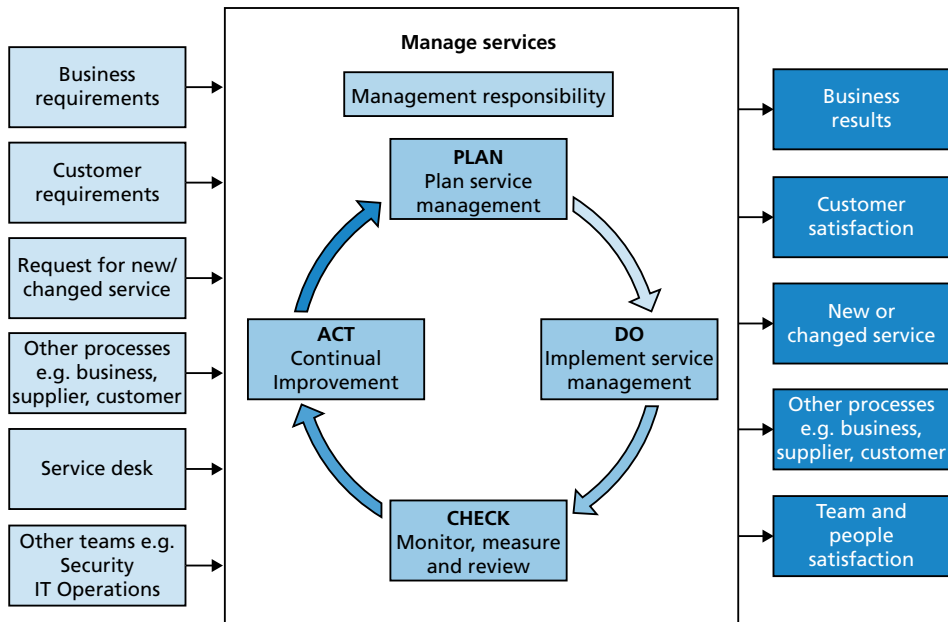 Manage services
Management responsibility
Business
requirements
Customer
requirements
Request for new/
changed service
Other processes
e.g. business,
supplier, customer
Service desk
Other teams e.g.
Security
IT Operations
PLAN
Plan service
management
DO
Implement service
management
CHECK
Monitor, measure
and review
ACT
Continual
Improvement
Business
results
Customer
satisfaction
New or
changed service
Other processes
e.g. business,
supplier, customer
Team and
people
satisfaction